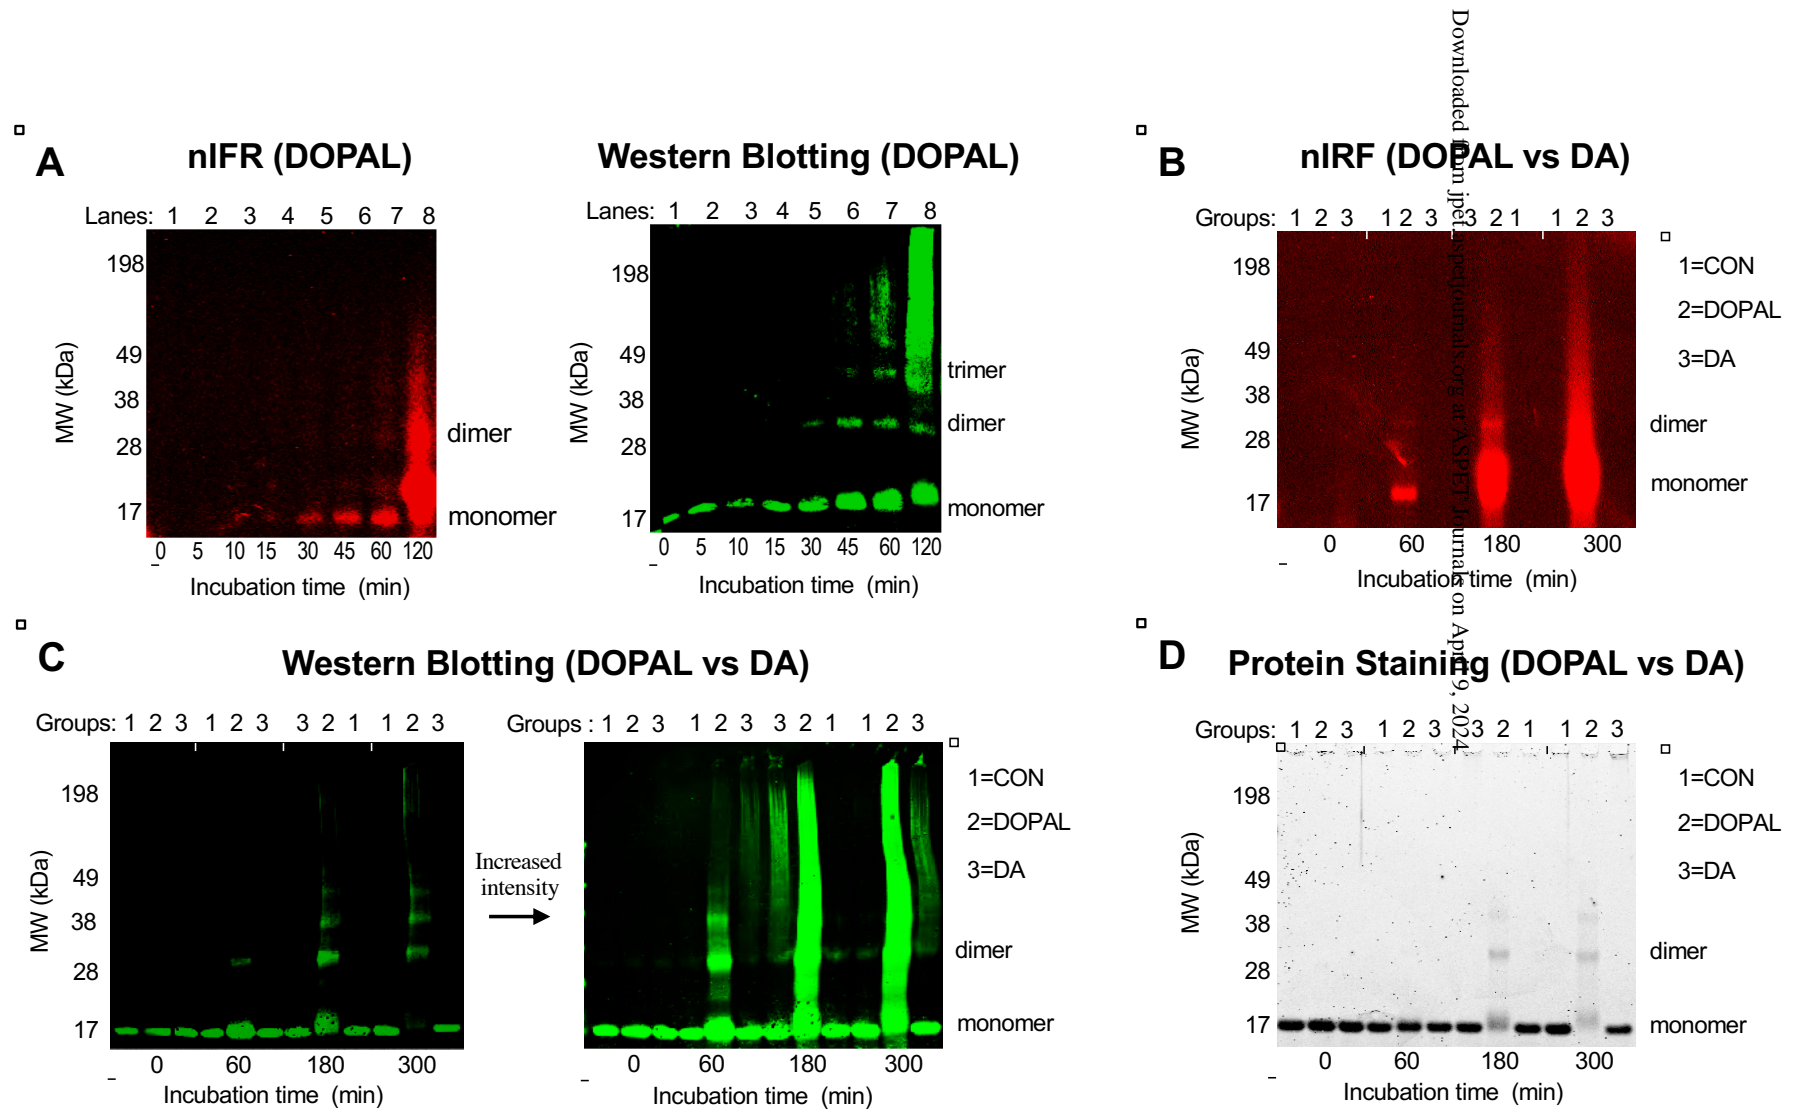 Downloaded from jpet.aspetjournals.org at ASPET Journals on April 9, 2024
A
nIFR (DOPAL)
Lanes: 1 2 3 4 5 6 7 8
198
49
38
28
17
MW (kDa)
dimer
monomer
0 5 10 15 30 45 60 120
Incubation time (min)
Western Blotting (DOPAL)
Lanes: 1 2 3 4 5 6 7 8
198
49
38
28
17
MW (kDa)
trimer
dimer
monomer
0 5 10 15 30 45 60 120
Incubation time (min)
B
nIRF (DOPAL vs DA)
Groups: 1 2 3 1 2 3 3 2 1 1 2 3
198
49
38
28
17
MW (kDa)
1=CON
2=DOPAL
3=DA
dimer
monomer
0 60 180 300
Incubation time (min)
C
Western Blotting (DOPAL vs DA)
Groups: 1 2 3 1 2 3 3 2 1 1 2 3
198
49
38
28
17
MW (kDa)
0 60 180 300
Incubation time (min)
Increased
intensity
Groups : 1 2 3 1 2 3 3 2 1 1 2 3
1=CON
2=DOPAL
3=DA
dimer
monomer
0 60 180 300
Incubation time (min)
D
Protein Staining (DOPAL vs DA)
Groups: 1 2 3 1 2 3 3 2 1 1 2 3
198
49
38
28
17
MW (kDa)
1=CON
2=DOPAL
3=DA
dimer
monomer
0 60 180 300
Incubation time (min)